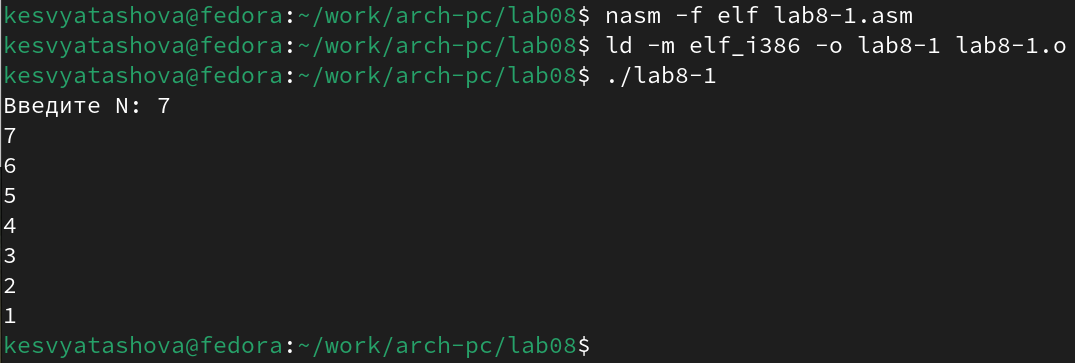 kesvyatashova@fedora:~/work/arch-pc/lab08$ nasm -f elf lab8-1.asm
kesvyatashova@fedora:~/work/arch-pc/lab08$ ld -m elf_i386 -o lab8-1 lab8-1.o
kesvyatashova@fedora:~/work/arch-pc/lab08$ ./lab8-1
Введите N: 7
7
6
5
4
3
2
1
kesvyatashova@fedora:~/work/arch-pc/lab08$